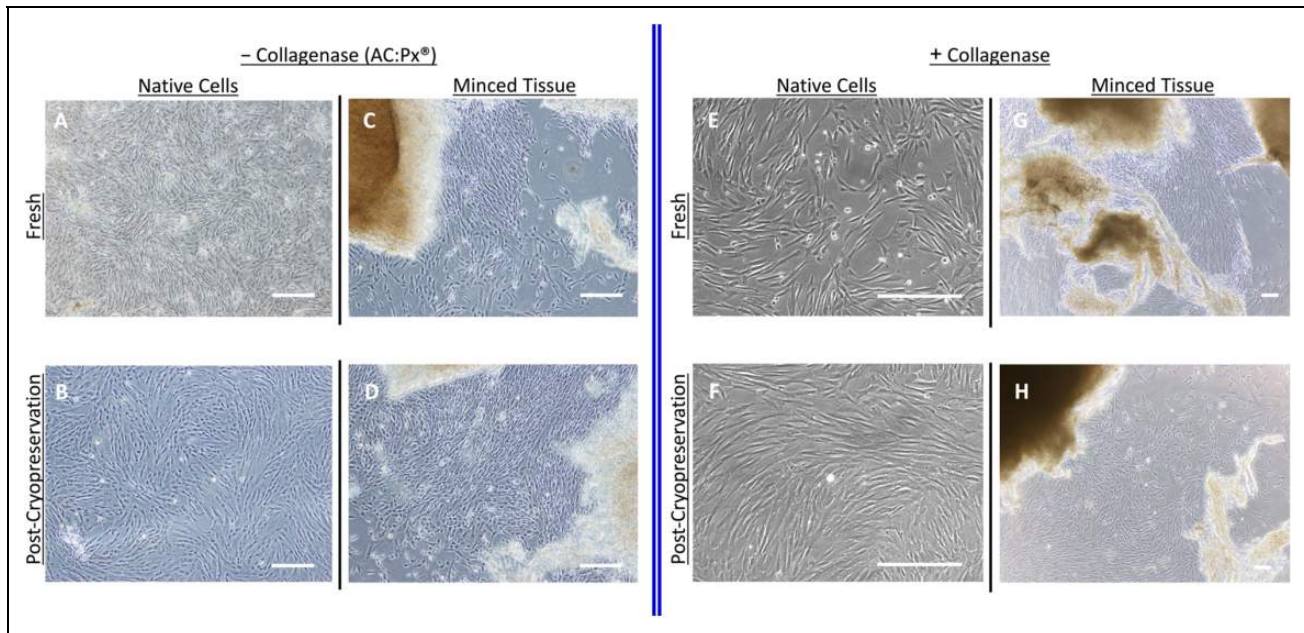 – Collagenase (AC:Px®)
+ Collagenase
Native Cells
Minced Tissue
Native Cells
Minced Tissue
Fresh
A
C
Fresh
E
G
Post-Cryopreservation
B
D
Post-Cryopreservation
F
H